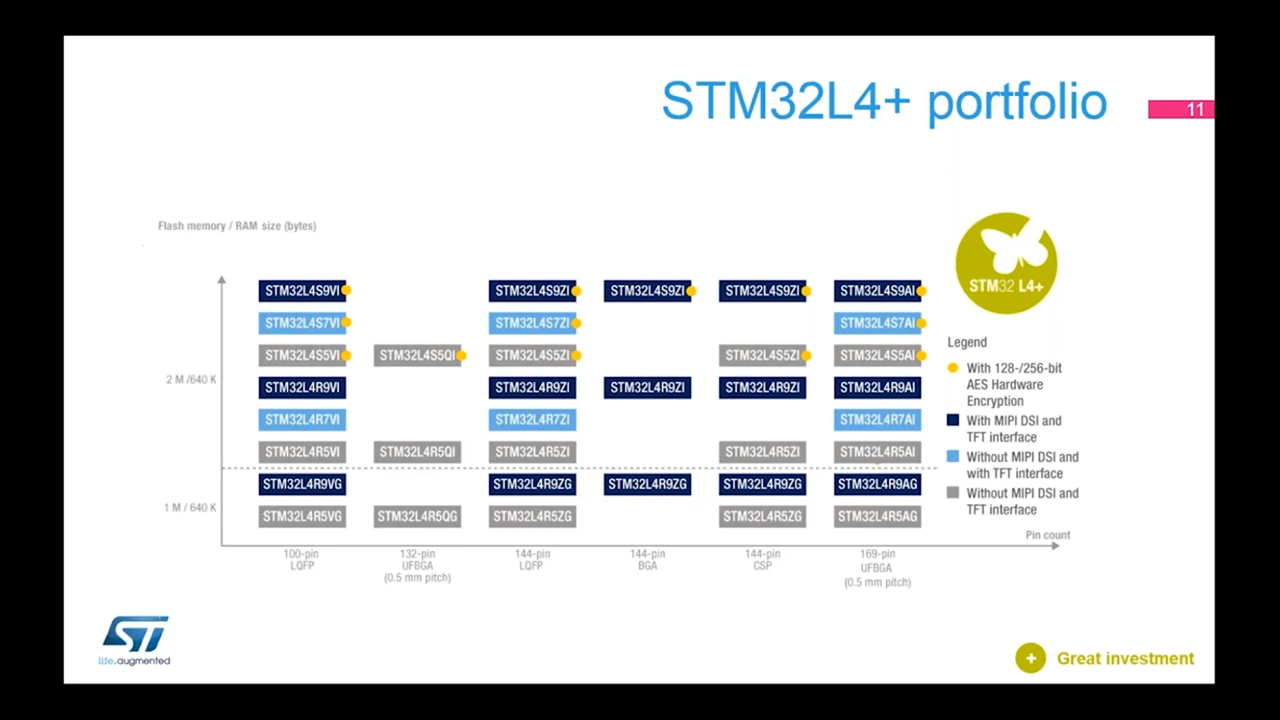 STM32L4+ portfolio
11
Flash memory / RAM size (bytes)
STM32 L4+
STM32L4S9VI STM32L4S9ZI STM32L4S9ZI STM32L4S9ZI STM32L4S9AI
STM32L4S7VI STM32L4S7ZI STM32L4S7AI
STM32L4S5VI STM32L4S5QI STM32L4S5ZI STM32L4S5ZI STM32L4S5AI
2 M /640 K
STM32L4R9VI STM32L4R9ZI STM32L4R9ZI STM32L4R9ZI STM32L4R9AI
STM32L4R7VI STM32L4R7ZI STM32L4R7AI
STM32L4R5VI STM32L4R5QI STM32L4R5ZI STM32L4R5ZI STM32L4R5AI
STM32L4R9VG STM32L4R9ZG STM32L4R9ZG STM32L4R9ZG STM32L4R9AG
1 M / 640 K
STM32L4R5VG STM32L4R5QG STM32L4R5ZG STM32L4R5ZG STM32L4R5AG
Pin count
100-pin
LQFP
132-pin
UFBGA
(0.5 mm pitch)
144-pin
LQFP
144-pin
BGA
144-pin
CSP
169-pin
UFBGA
(0.5 mm pitch)
Legend
With 128-/256-bit
AES Hardware
Encryption
With MIPI DSI and
TFT interface
Without MIPI DSI and
with TFT interface
Without MIPI DSI and
TFT interface
ST
life.augmented
+ Great investment